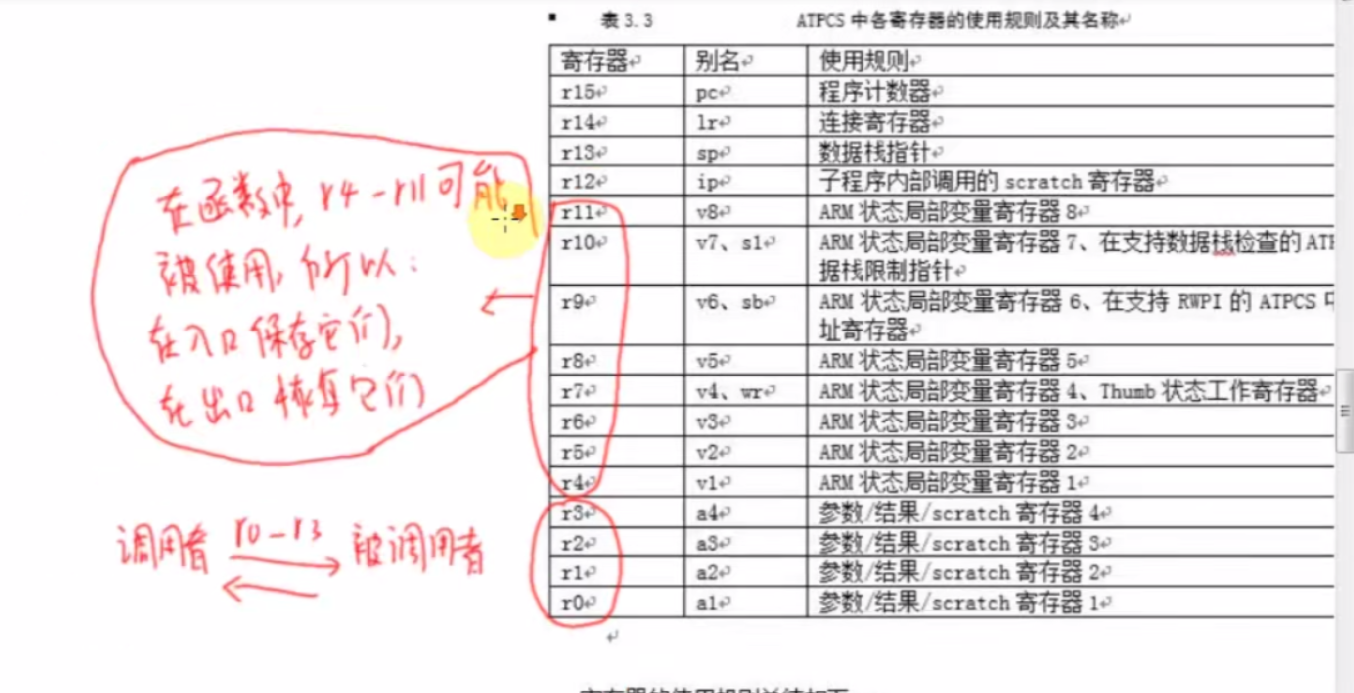 表 3.3 ATPCS 中各寄存器的使用规则及其名称
寄存器 别名 使用规则
r15 pc 程序计数器
r14 lr 连接寄存器
r13 sp 数据栈指针
r12 ip 子程序内部调用的 scratch 寄存器
r11 v8 ARM 状态局部变量寄存器 8
r10 v7、sl ARM 状态局部变量寄存器 7、在支持数据栈检查的 AT
据栈限制指针
r9 v6、sb ARM 状态局部变量寄存器 6、在支持 RWPI 的 ATPCS 中
址寄存器
r8 v5 ARM 状态局部变量寄存器 5
r7 v4、wr ARM 状态局部变量寄存器 4、Thumb 状态工作寄存器
r6 v3 ARM 状态局部变量寄存器 3
r5 v2 ARM 状态局部变量寄存器 2
r4 v1 ARM 状态局部变量寄存器 1
r3 a4 参数/结果/scratch 寄存器 4
r2 a3 参数/结果/scratch 寄存器 3
r1 a2 参数/结果/scratch 寄存器 2
r0 a1 参数/结果/scratch 寄存器 1
在函数中, r4-r11可能
被使用, 所以:
在入口保存它们,
在出口恢复它们
调用者 r0-r3 被调用者